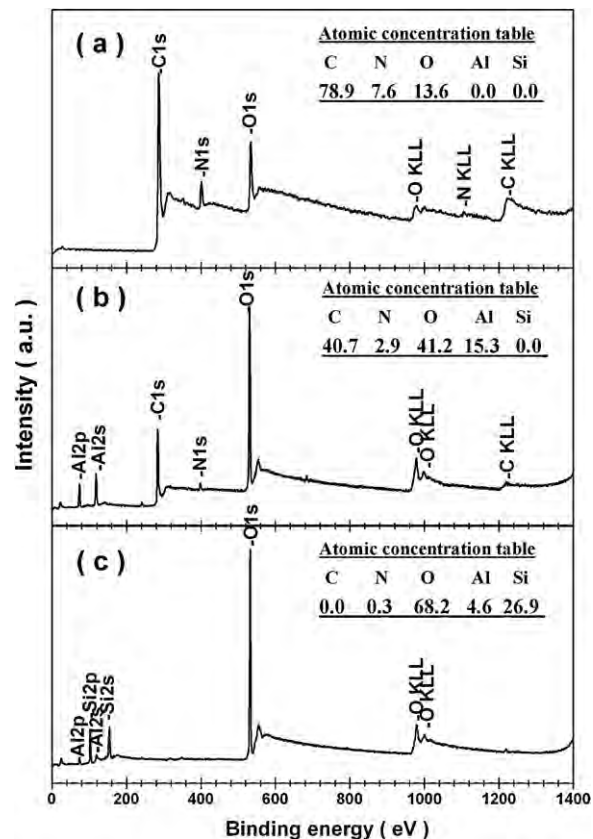 Intensity ( a.u. )
( a )
-C1s
-N1s
-O1s
-O KLL
-N KLL
-C KLL
Atomic concentration table
C N O Al Si
78.9 7.6 13.6 0.0 0.0
( b )
-Al2p
-Al2s
-C1s
-N1s
-O1s
-O KLL
-O KLL
-C KLL
Atomic concentration table
C N O Al Si
40.7 2.9 41.2 15.3 0.0
( c )
-Al2p
-Si2p
-Al2s
-Si2s
-O1s
-O KLL
-O KLL
Atomic concentration table
C N O Al Si
0.0 0.3 68.2 4.6 26.9
0 200 400 600 800 1000 1200 1400
Binding energy ( eV )